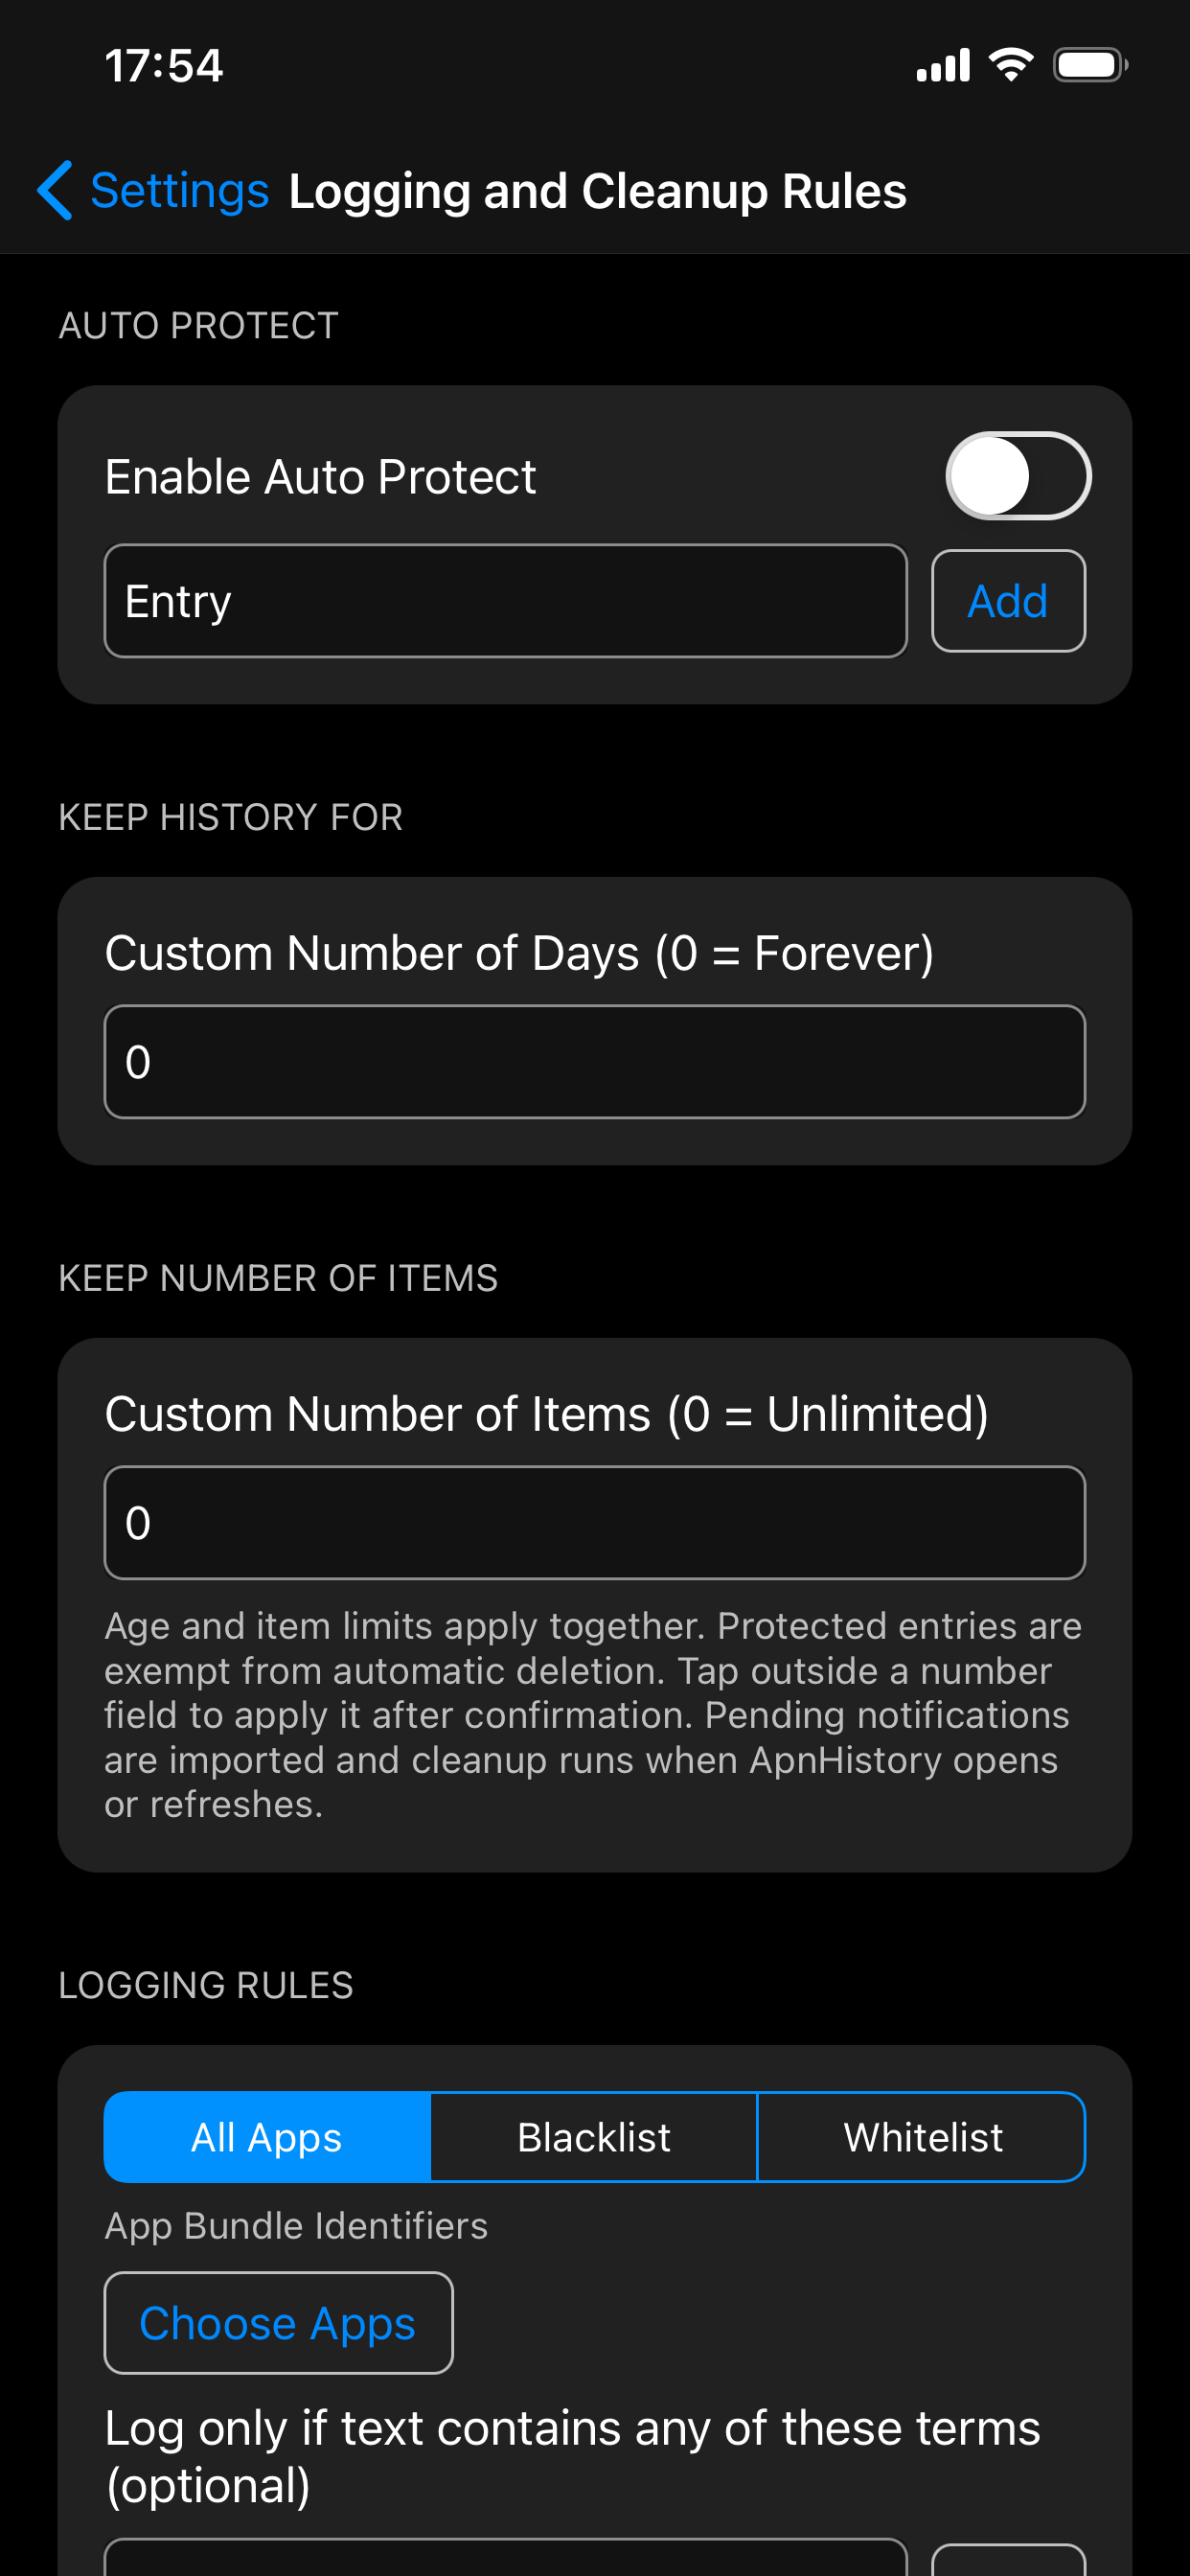 17:54
Settings Logging and Cleanup Rules
AUTO PROTECT
Enable Auto Protect
Entry
Add
KEEP HISTORY FOR
Custom Number of Days (0 = Forever)
0
KEEP NUMBER OF ITEMS
Custom Number of Items (0 = Unlimited)
0
Age and item limits apply together. Protected entries are
exempt from automatic deletion. Tap outside a number
field to apply it after confirmation. Pending notifications
are imported and cleanup runs when ApnHistory opens
or refreshes.
LOGGING RULES
All Apps Blacklist Whitelist
App Bundle Identifiers
Choose Apps
Log only if text contains any of these terms
(optional)